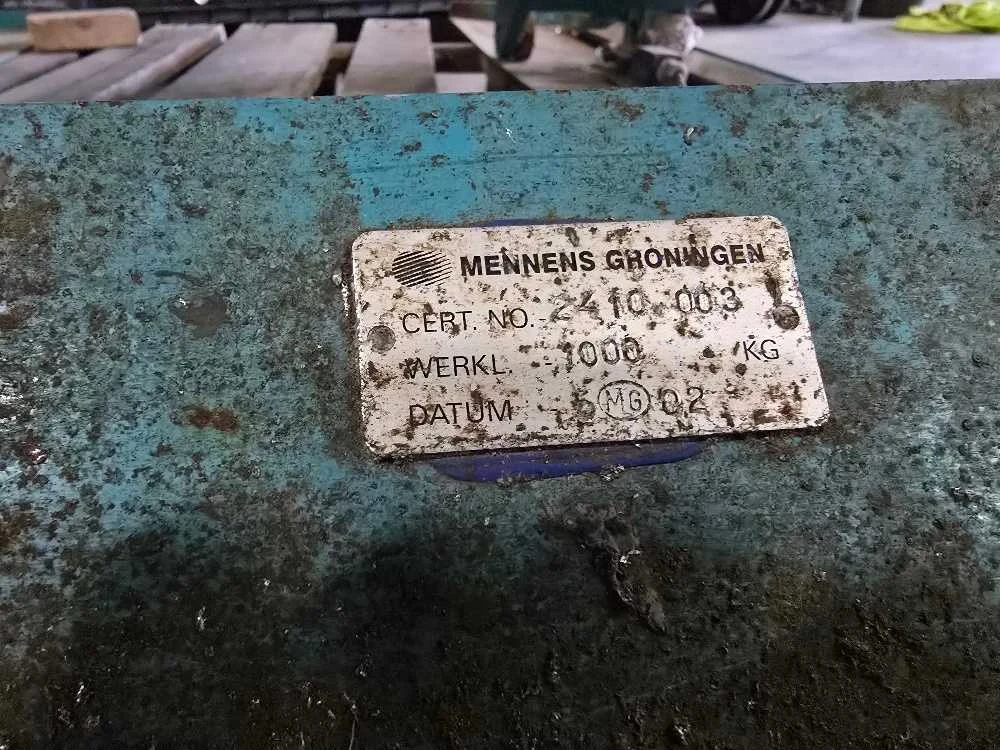 MENNENS GRONINGEN
CERT. NO. 2410 003
WERKL. 1000 KG
DATUM 5 MG 02